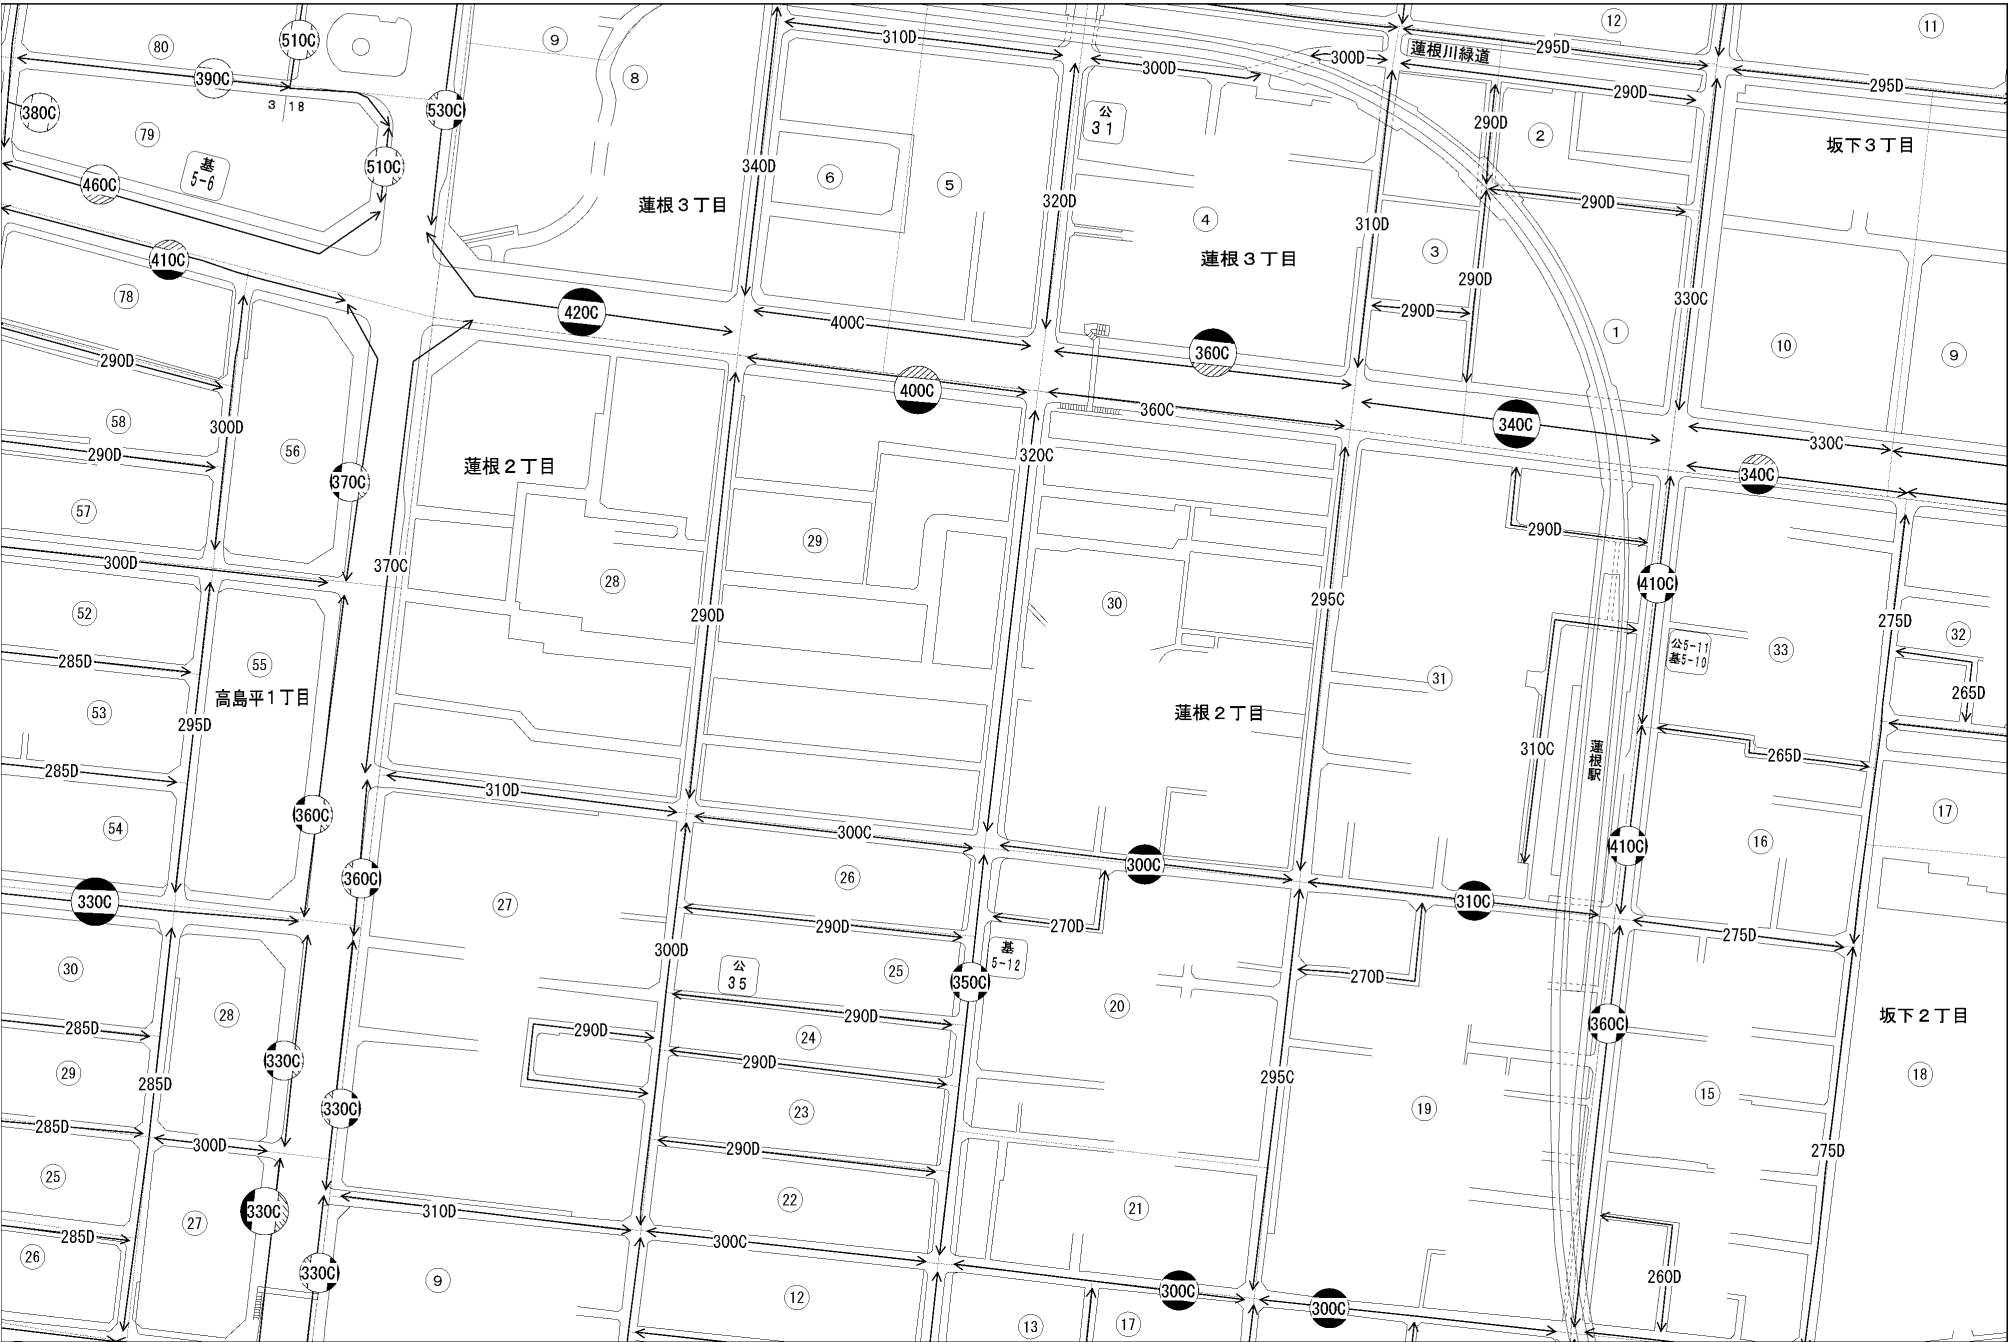 80
510C
9
8
310D
12
11
295D
390C
3 18
530C
300D
300D
蓮根川緑道
295D
290D
380C
79
基
5-6
公
31
290D
2
坂下3丁目
510C
460C
340D
6
5
320D
4
310D
290D
蓮根3丁目
蓮根3丁目
3
410C
290D
78
420C
400C
360C
290D
330C
1
10
9
290D
400C
360C
340C
58
300D
56
330C
290D
蓮根2丁目
320C
340C
370C
57
28
29
30
290D
300D
370C
410C
52
290D
295C
275D
32
285D
55
公5-11
基5-10
33
265D
53
高島平1丁目
295D
31
蓮根2丁目
310C
蓮根駅
265D
285D
310D
300C
54
360C
410C
16
17
360C
26
300C
330C
27
290D
270D
310C
275D
30
300D
公
35
25
基
5-12
350C
270D
28
290D
20
坂下2丁目
285D
290D
24
360C
29
330C
290D
285D
295C
18
15
330C
23
19
285D
300D
290D
275D
25
22
21
330C
27
310D
285D
300C
26
330C
9
260D
12
300C
300C
13
17